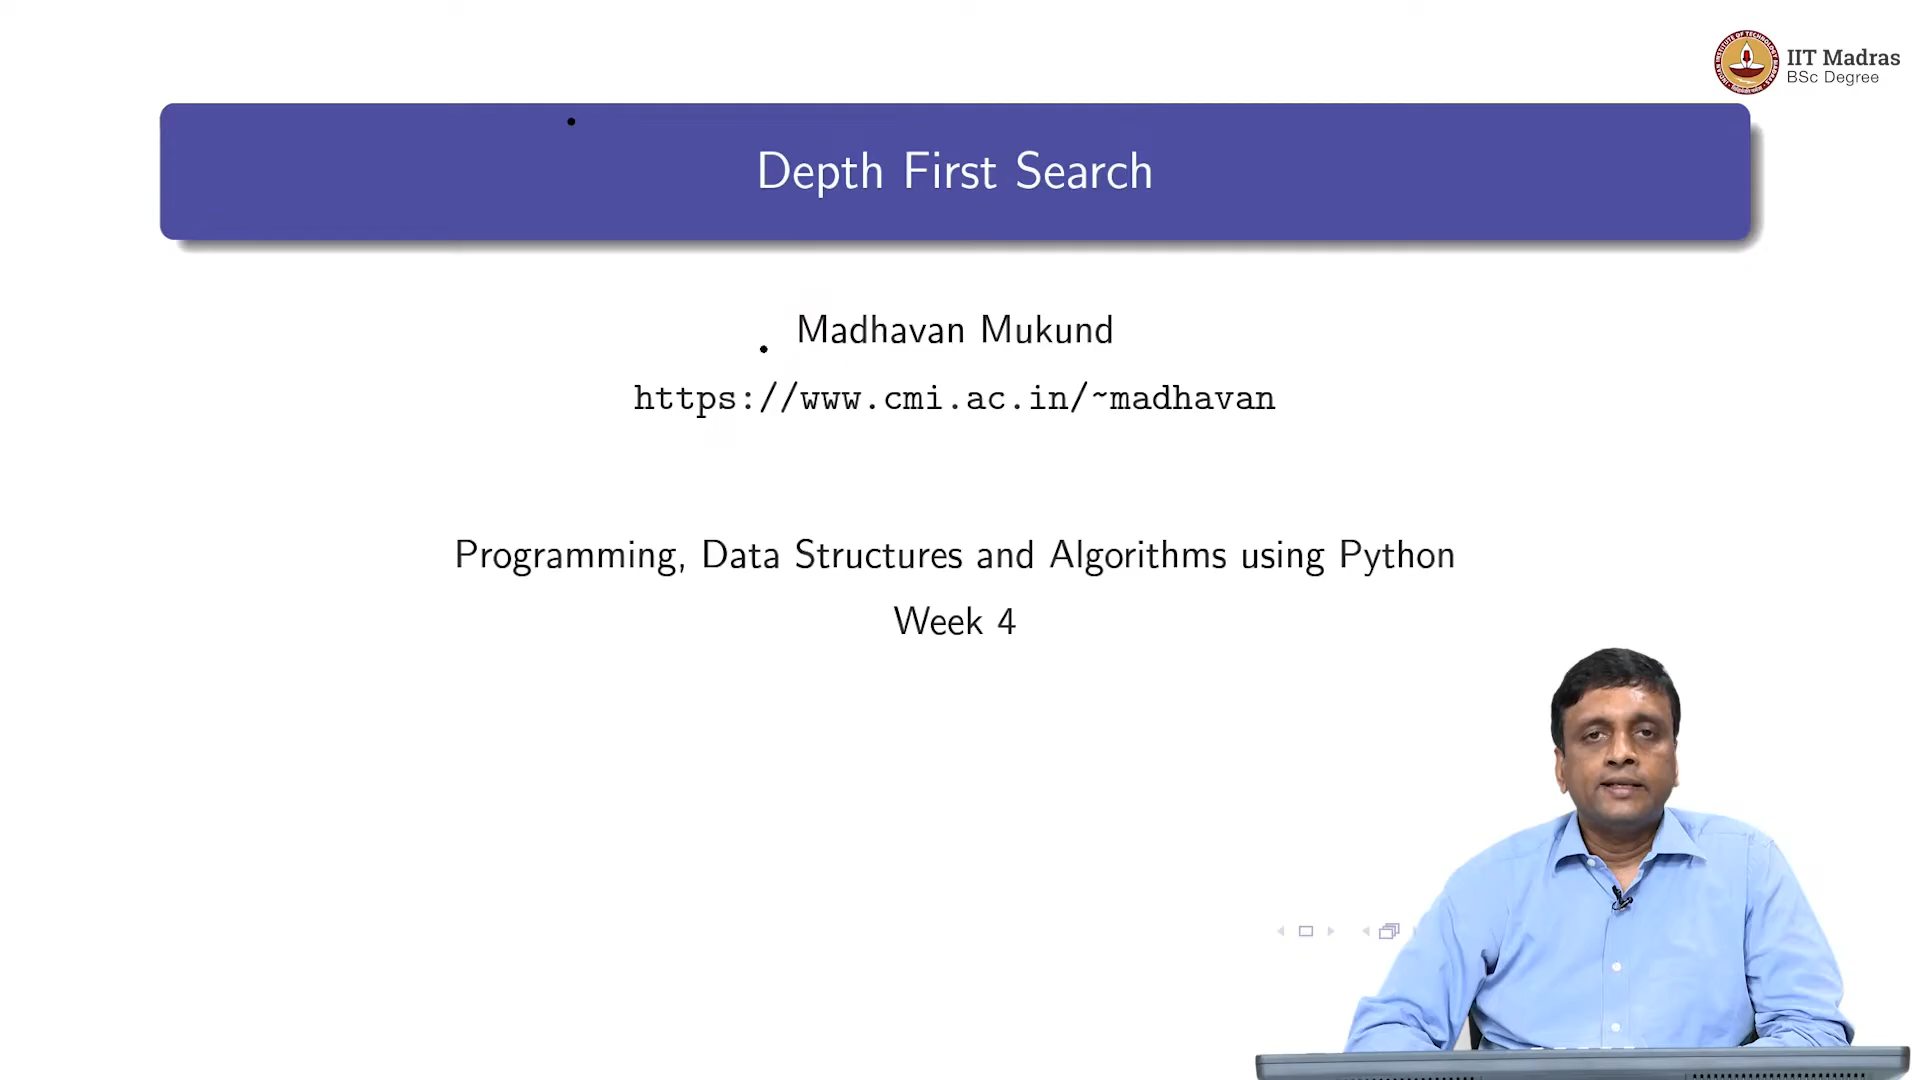 IIT Madras
BSc Degree
Depth First Search
Madhavan Mukund
https://www.cmi.ac.in/~madhavan
Programming, Data Structures and Algorithms using Python
Week 4